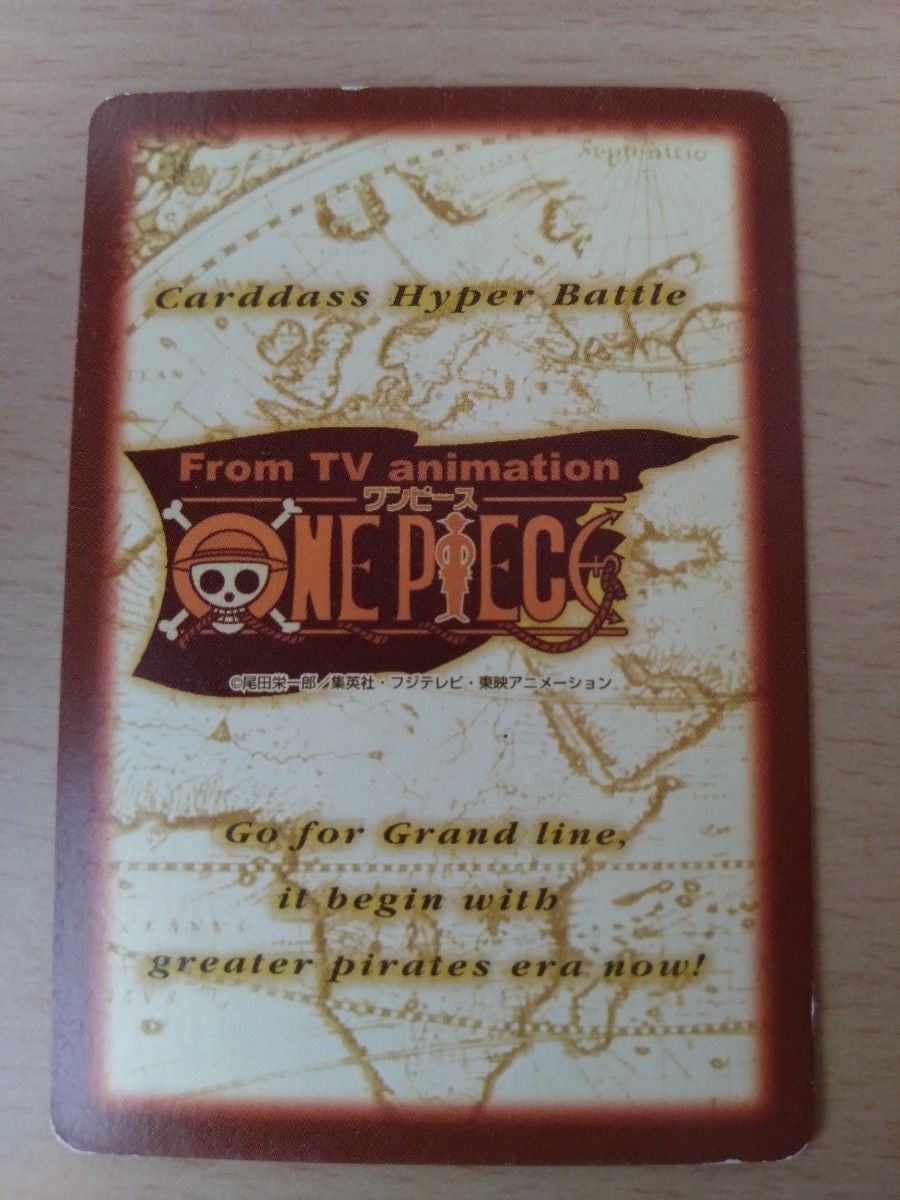 Septentrio
Carddass Hyper Battle
TLAN
From TV animation
ワンピース
ONE PIECE
©尾田栄一郎／集英社・フジテレビ・東映アニメーション
Go for Grand line,
it begin with
greater pirates era now!